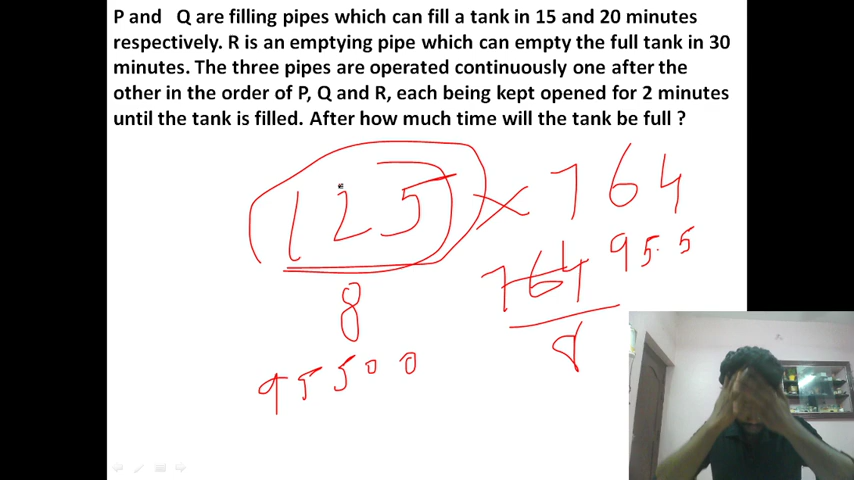 P and Q are filling pipes which can fill a tank in 15 and 20 minutes
respectively. R is an emptying pipe which can empty the full tank in 30
minutes. The three pipes are operated continuously one after the
other in the order of P, Q and R, each being kept opened for 2 minutes
until the tank is filled. After how much time will the tank be full ?
125 × 764
8
764
8
95.5
95500